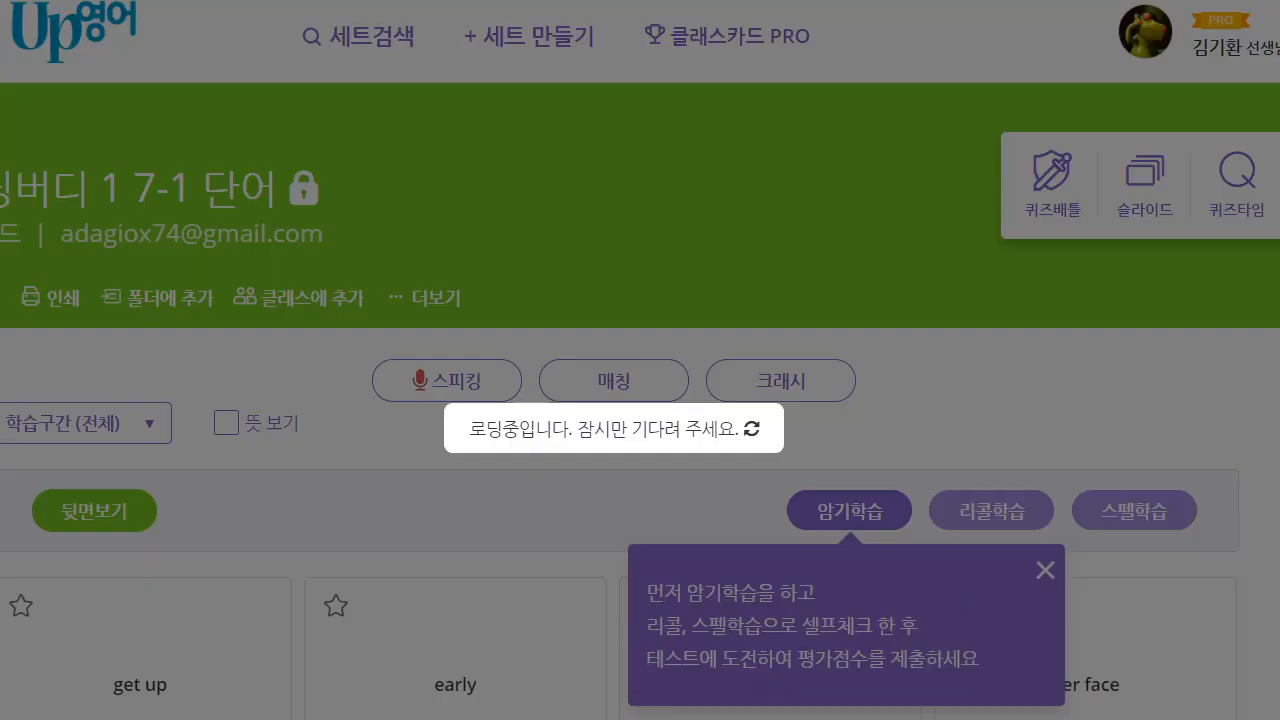 Up영어
세트검색
+ 세트 만들기
클래스카드 PRO
PRO
김기환 선생님
버디 1 7-1 단어
드 | adagiox74@gmail.com
퀴즈배틀
슬라이드
퀴즈타임
인쇄
폴더에 추가
클래스에 추가
··· 더보기
스피킹
매칭
크래시
학습구간 (전체) ▼
뜻 보기
로딩중입니다. 잠시만 기다려 주세요.
뒷면보기
암기학습
리콜학습
스펠학습
먼저 암기학습을 하고
리콜, 스펠학습으로 셀프체크 한 후
테스트에 도전하여 평가점수를 제출하세요
get up
early
er face